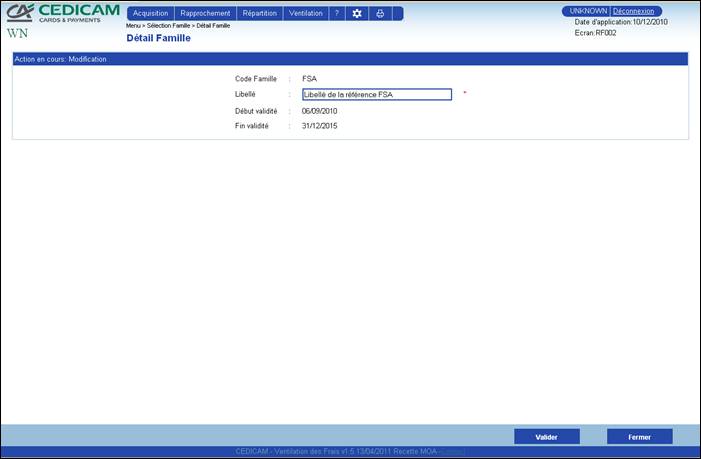 CEDICAM
CARDS & PAYMENTS
WN
Acquisition Rapprochement Répartition Ventilation ?
Menu > Sélection Famille > Détail Famille
Détail Famille
UNKNOWN Déconnexion
Date d'application:10/12/2010
Ecran:RF002
Action en cours: Modification
Code Famille : FSA
Libellé : Libellé de la référence FSA *
Début validité : 06/09/2010
Fin validité : 31/12/2015
Valider Fermer
CEDICAM - Ventilation des Frais v1.5 13/04/2011 Recette MOA -